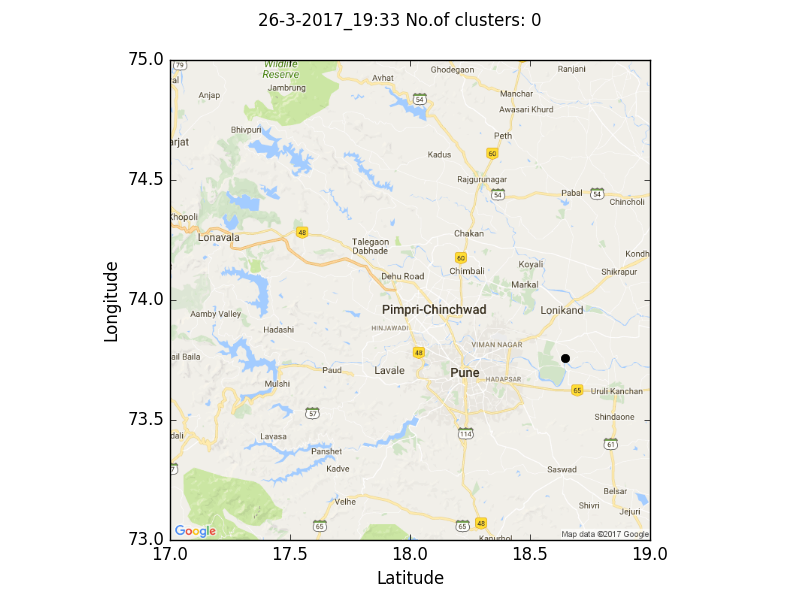 26-3-2017_19:33 No.of clusters: 0
75.0
74.5
74.0
73.5
73.0
Longitude
17.0 17.5 18.0 18.5 19.0
Latitude
79
Wildlife
Reserve
Avhat
Ghodegaon
Ranjani
al
Anjap
Jambrung
54
Manchar
Awasari Khurd
Bhivpuri
Peth
arjat
Kadus
60
Rajgurunagar
54
Pabal
54
Chincholi
Khopoli
Lonavala
48
Talegaon
Dabhade
Chakan
60
Kondh
Dehu Road
Chimbali
Koyali
Shikrapur
Markal
Aamby Valley
Pimpri-Chinchwad
Lonikand
Hadashi
HINJAWADI
VIMAN NAGAR
ail Baila
48
Paud
Lavale
Pune
HADAPSAR
Mulshi
65
Uruli Kanchan
57
Shindaone
dali
Lavasa
114
61
Panshet
Kadve
7
Saswad
Belsar
Velhe
Shivri
Jejuri
Google
65
65
48
Kapurhol
Map data ©2017 Google